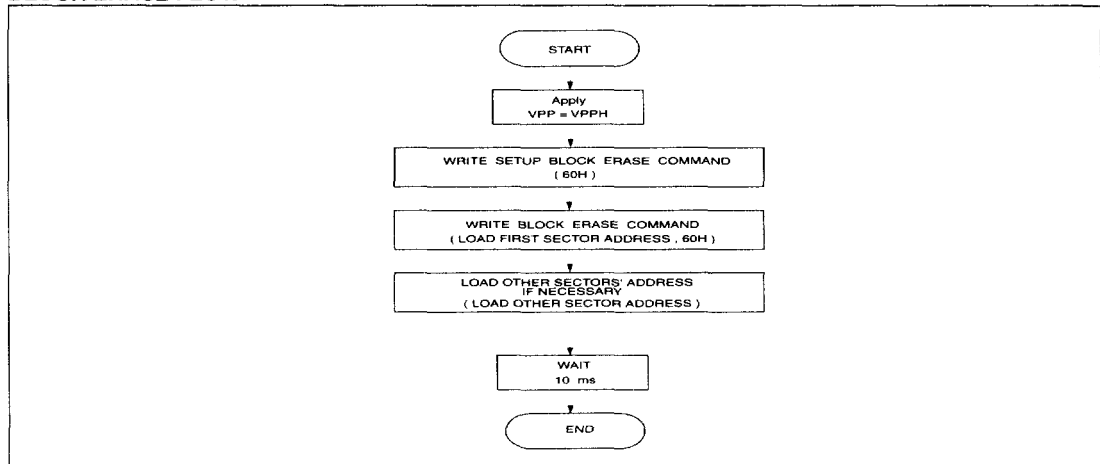 START
Apply
VPP = VPPH
WRITE SETUP BLOCK ERASE COMMAND
( 60H )
WRITE BLOCK ERASE COMMAND
( LOAD FIRST SECTOR ADDRESS , 60H )
LOAD OTHER SECTORS' ADDRESS
IF NECESSARY
( LOAD OTHER SECTOR ADDRESS )
WAIT
10 ms
END